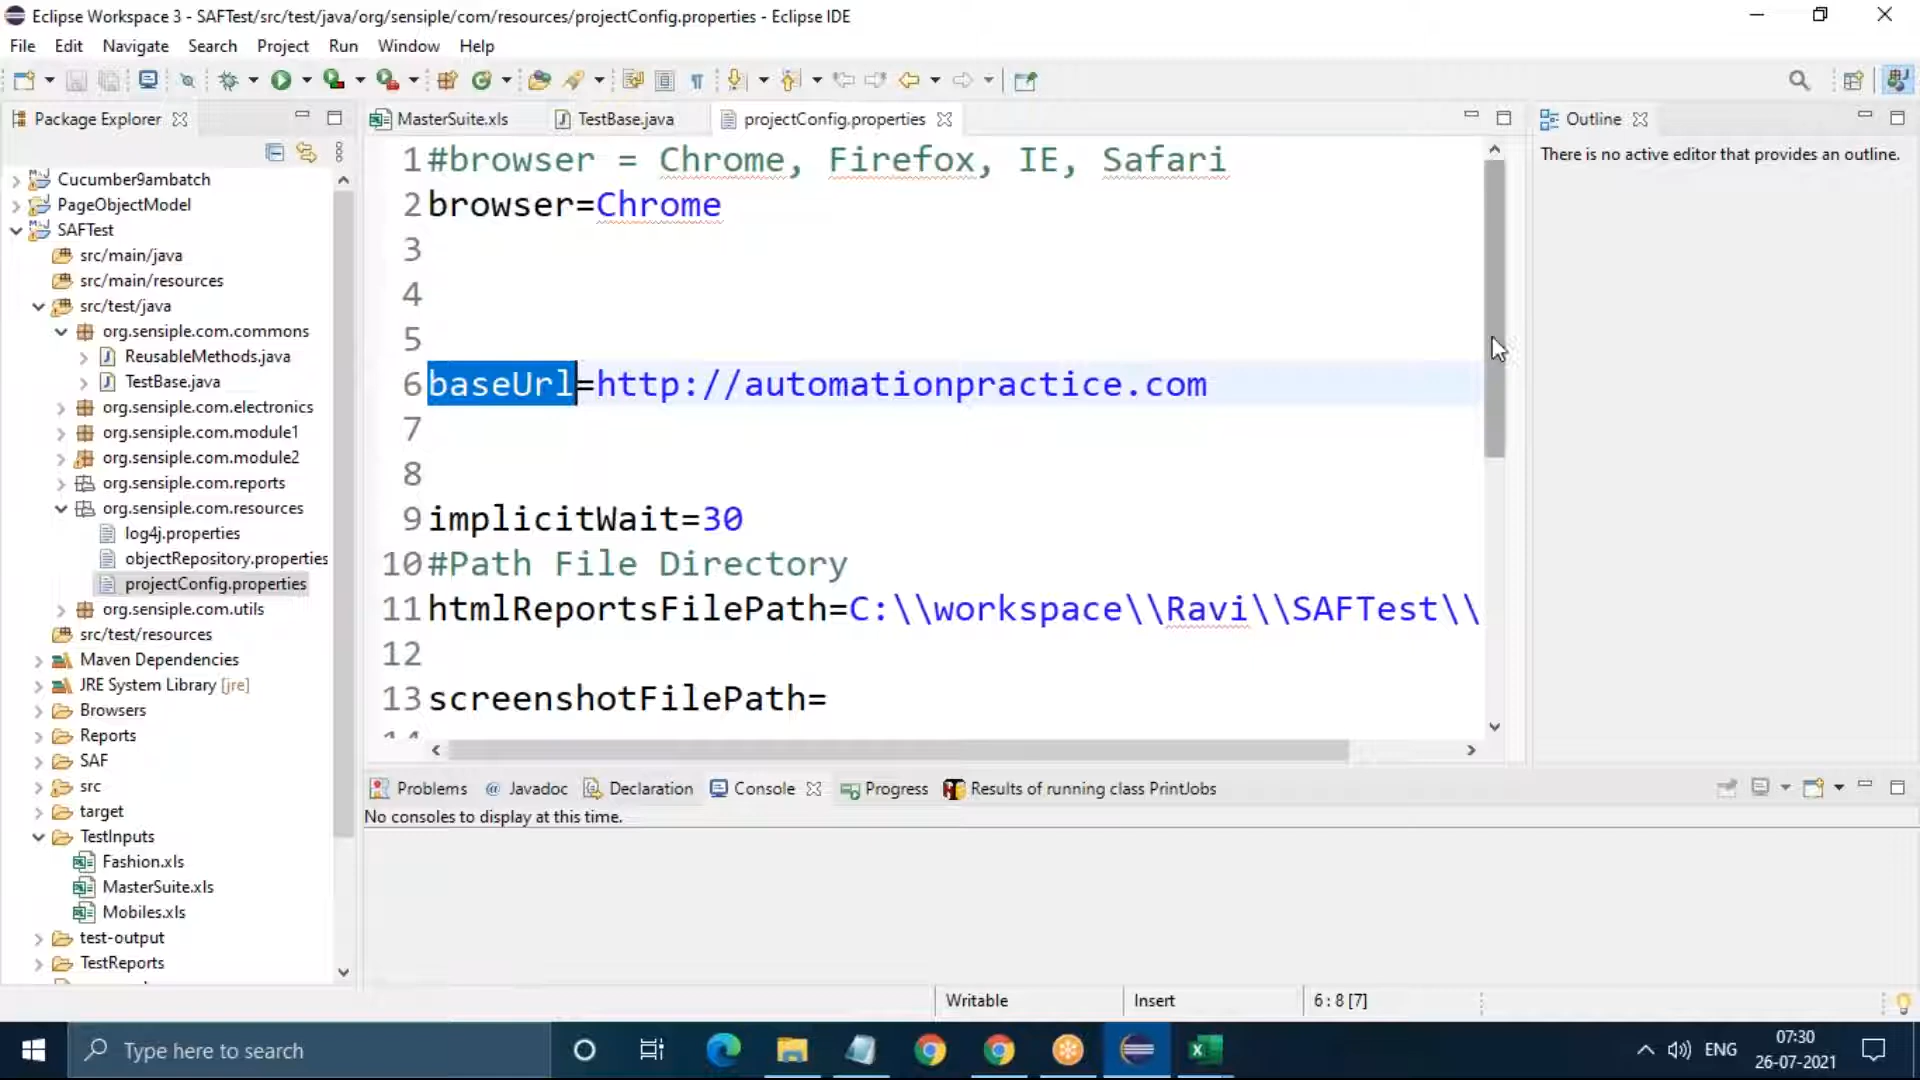 Eclipse Workspace 3 - SAFTest/src/test/java/org/sensiple/com/resources/projectConfig.properties - Eclipse IDE
File Edit Navigate Search Project Run Window Help
Package Explorer
Cucumber9ambatch
PageObjectModel
SAFTest
src/main/java
src/main/resources
src/test/java
org.sensiple.com.commons
ReusableMethods.java
TestBase.java
org.sensiple.com.electronics
org.sensiple.com.module1
org.sensiple.com.module2
org.sensiple.com.reports
org.sensiple.com.resources
log4j.properties
objectRepository.properties
projectConfig.properties
org.sensiple.com.utils
src/test/resources
Maven Dependencies
JRE System Library [jre]
Browsers
Reports
SAF
src
target
TestInputs
Fashion.xls
MasterSuite.xls
Mobiles.xls
test-output
TestReports
MasterSuite.xls TestBase.java projectConfig.properties
1 #browser = Chrome, Firefox, IE, Safari
2 browser=Chrome
3
4
5
6 baseUrl=http://automationpractice.com
7
8
9 implicitWait=30
10 #Path File Directory
11 htmlReportsFilePath=C:\\workspace\\Ravi\\SAFTest\\
12
13 screenshotFilePath=
14
Outline
There is no active editor that provides an outline.
Problems @ Javadoc Declaration Console Progress Results of running class PrintJobs
No consoles to display at this time.
Writable Insert 6 : 8 [7]
Type here to search
ENG
07:30
26-07-2021